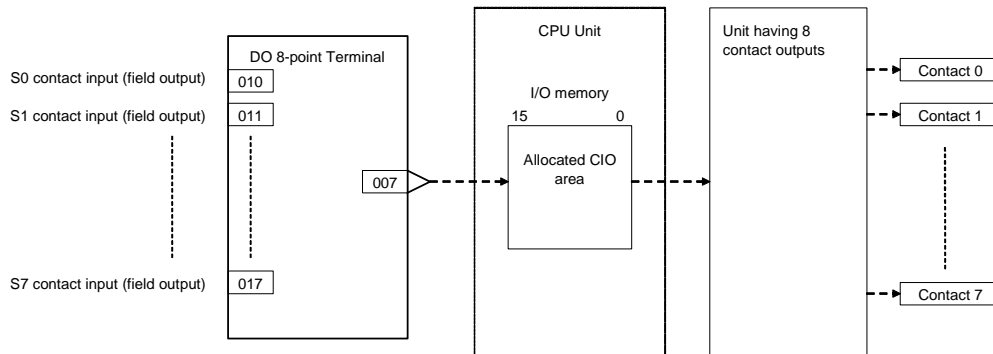 DO 8-point Terminal
S0 contact input (field output)
010
S1 contact input (field output)
011
007
S7 contact input (field output)
017
CPU Unit
I/O memory
15 0
Allocated CIO
area
Unit having 8
contact outputs
Contact 0
Contact 1
Contact 7